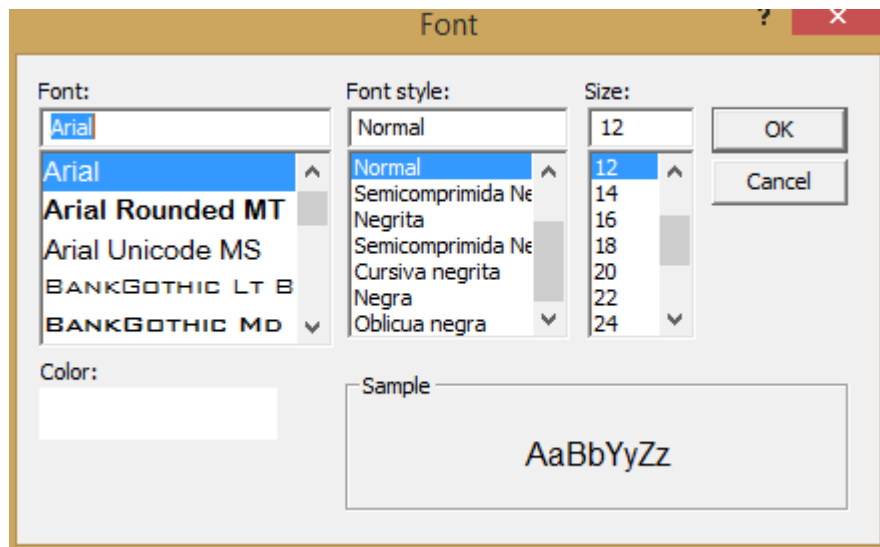 Font
?
Font:
Font style:
Size:
Arial
Normal
12
OK
Cancel
Arial
Arial Rounded MT
Arial Unicode MS
BankGothic Lt B
BankGothic Md
Normal
Semicomprimida Ne
Negrita
Semicomprimida Ne
Cursiva negrita
Negra
Oblicua negra
12
14
16
18
20
22
24
Color:
Sample
AaBbYyZz